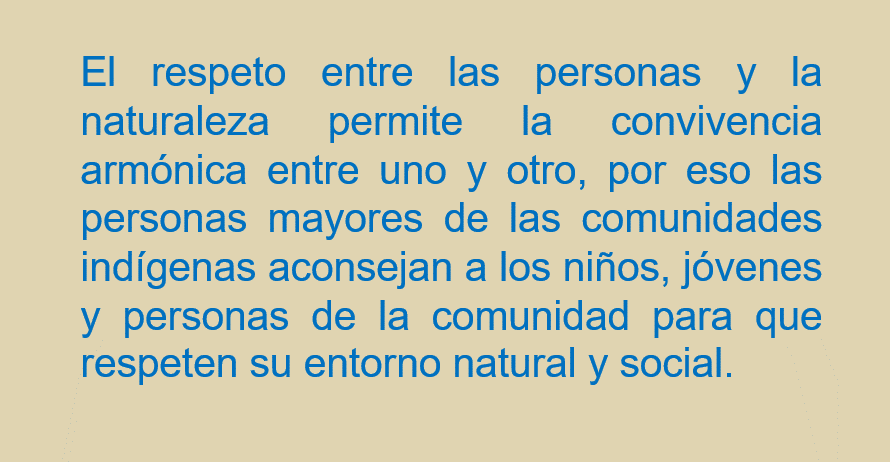 El respeto entre las personas y la
naturaleza permite la convivencia
armónica entre uno y otro, por eso las
personas mayores de las comunidades
indígenas aconsejan a los niños, jóvenes
y personas de la comunidad para que
respeten su entorno natural y social.